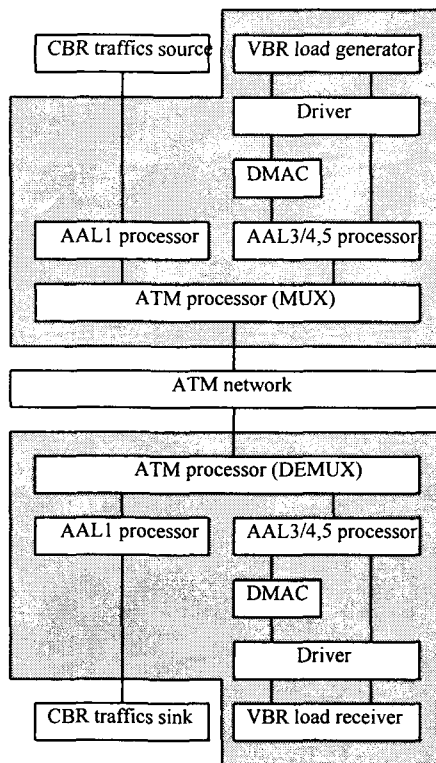 CBR traffics source
VBR load generator
Driver
DMAC
AAL1 processor
AAL3/4,5 processor
ATM processor (MUX)
ATM network
ATM processor (DEMUX)
AAL1 processor
AAL3/4,5 processor
DMAC
Driver
CBR traffics sink
VBR load receiver